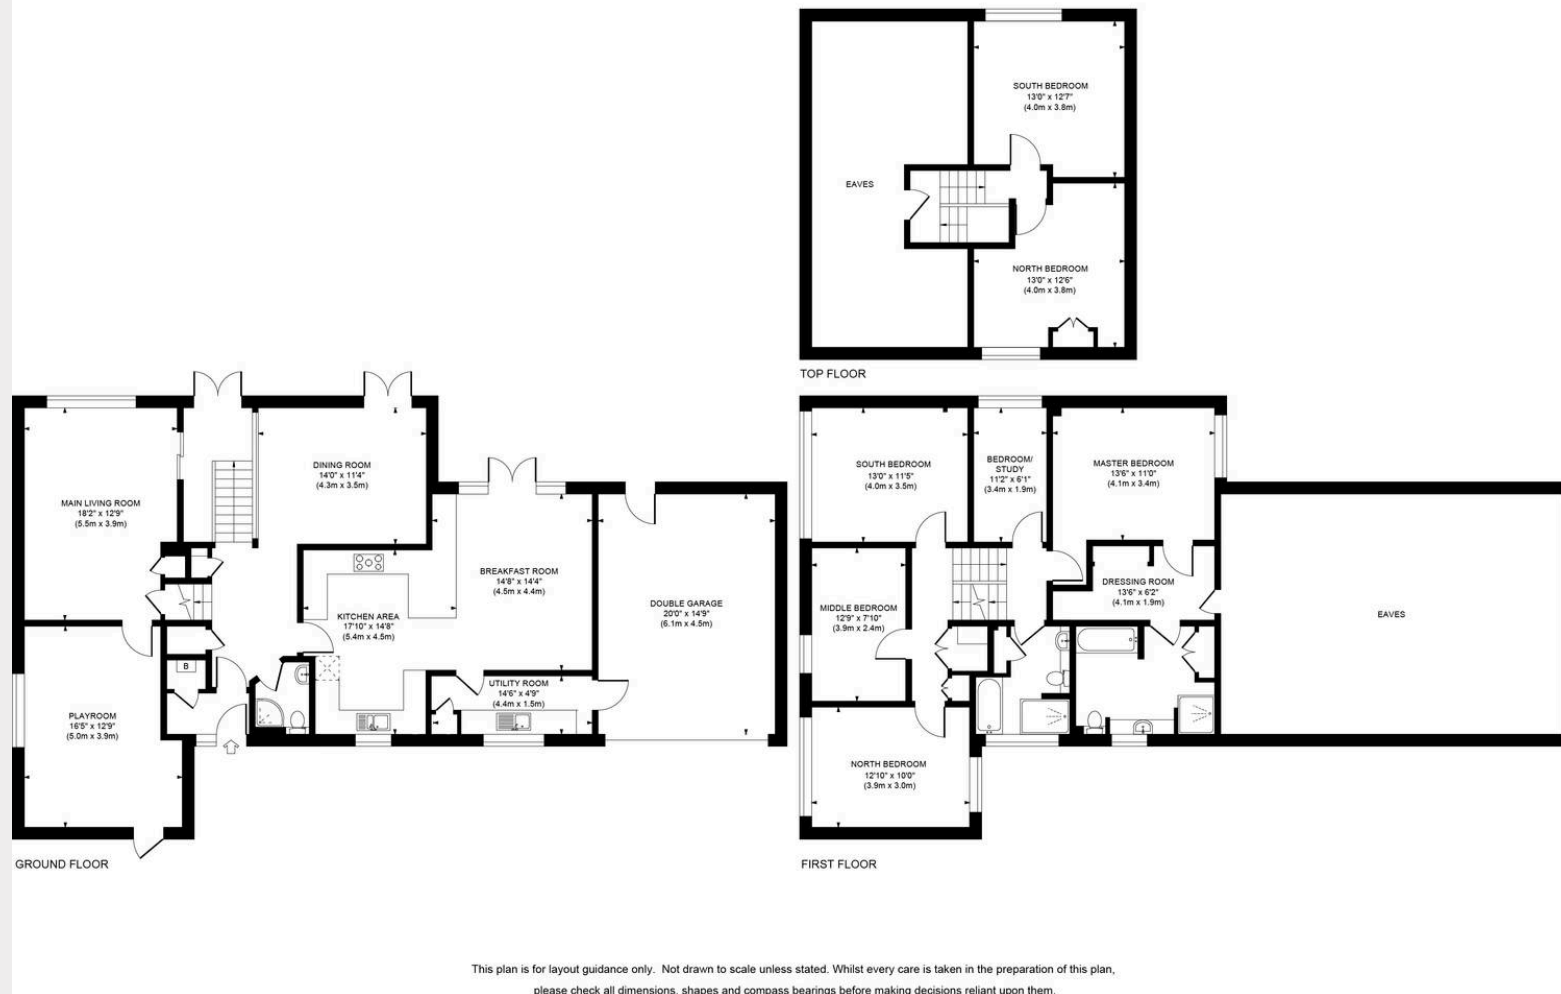 SOUTH BEDROOM
13'0" x 12'7"
(4.0m x 3.8m)
EAVES
NORTH BEDROOM
13'0" x 12'6"
(4.0m x 3.8m)
TOP FLOOR
MAIN LIVING ROOM
18'2" x 12'9"
(5.5m x 3.9m)
DINING ROOM
14'0" x 11'4"
(4.3m x 3.5m)
BREAKFAST ROOM
14'8" x 14'4"
(4.5m x 4.4m)
KITCHEN AREA
17'10" x 14'8"
(5.4m x 4.5m)
DOUBLE GARAGE
20'0" x 14'9"
(6.1m x 4.5m)
B
UTILITY ROOM
14'6" x 4'9"
(4.4m x 1.5m)
PLAYROOM
16'5" x 12'9"
(5.0m x 3.9m)
GROUND FLOOR
SOUTH BEDROOM
13'0" x 11'5"
(4.0m x 3.5m)
BEDROOM/
STUDY
11'2" x 6'1"
(3.4m x 1.9m)
MASTER BEDROOM
13'6" x 11'0"
(4.1m x 3.4m)
DRESSING ROOM
13'6" x 6'2"
(4.1m x 1.9m)
MIDDLE BEDROOM
12'9" x 7'10"
(3.9m x 2.4m)
EAVES
NORTH BEDROOM
12'10" x 10'0"
(3.9m x 3.0m)
FIRST FLOOR
This plan is for layout guidance only. Not drawn to scale unless stated. Whilst every care is taken in the preparation of this plan,
please check all dimensions, shapes and compass bearings before making decisions reliant upon them.